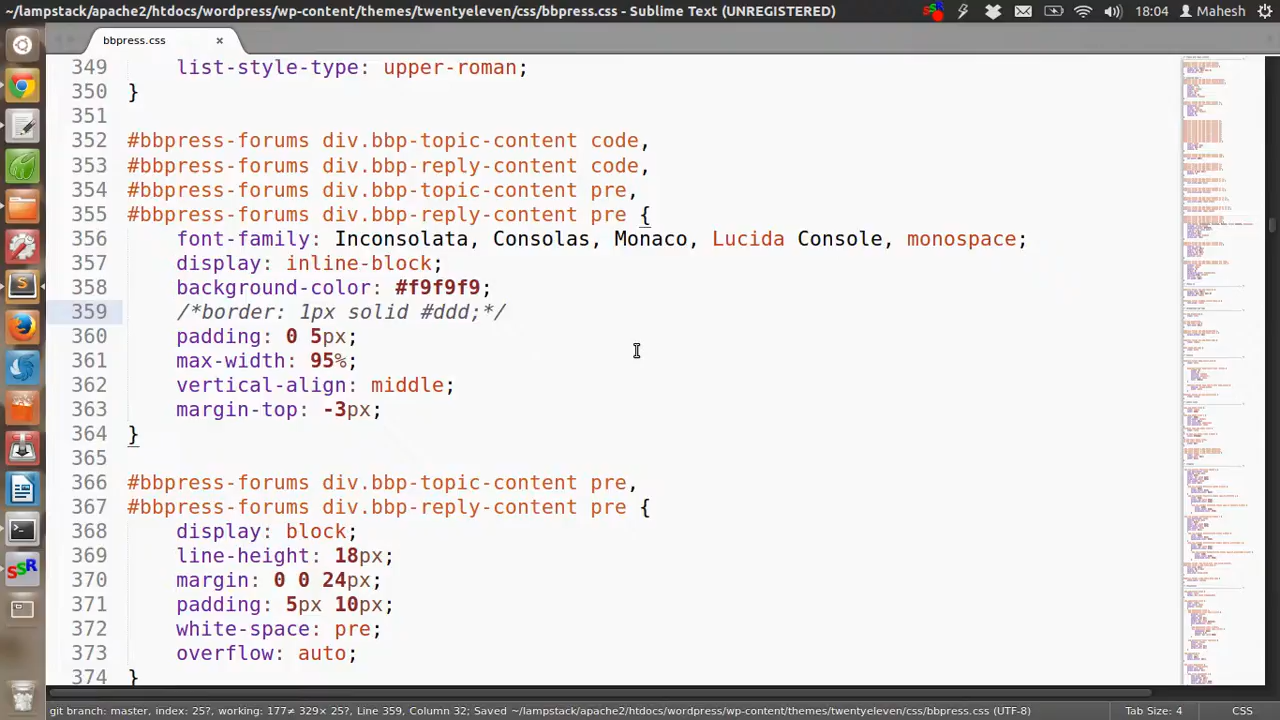 ~/lampstack/apache2/htdocs/wordpress/wp-content/themes/twentyeleven/css/bbpress.css - Sublime Text (UNREGISTERED)
18:04 Mahesh
bbpress.css ×
349 list-style-type: upper-roman;
350 }
351
352 #bbpress-forums div.bbp-topic-content code,
353 #bbpress-forums div.bbp-reply-content code,
354 #bbpress-forums div.bbp-topic-content pre,
355 #bbpress-forums div.bbp-reply-content pre {
356 font-family: Inconsolata, Consolas, Monaco, Lucida Console, monospace;
357 display: inline-block;
358 background-color: #f9f9f9;
359 /*border: 1px solid #ddd;*/
360 padding: 0 5px;
361 max-width: 95%;
362 vertical-align: middle;
363 margin-top: -3px;
364 }
365
366 #bbpress-forums div.bbp-topic-content pre,
367 #bbpress-forums div.bbp-reply-content pre {
368 display: block;
369 line-height: 18px;
370 margin: 0 0 24px;
371 padding: 5px 10px;
372 white-space: pre;
373 overflow: auto;
374 }
SSR
git branch: master, index: 25?, working: 177≠ 329× 25?, Line 359, Column 32; Saved ~/lampstack/apache2/htdocs/wordpress/wp-content/themes/twentyeleven/css/bbpress.css (UTF-8)
Tab Size: 4
CSS